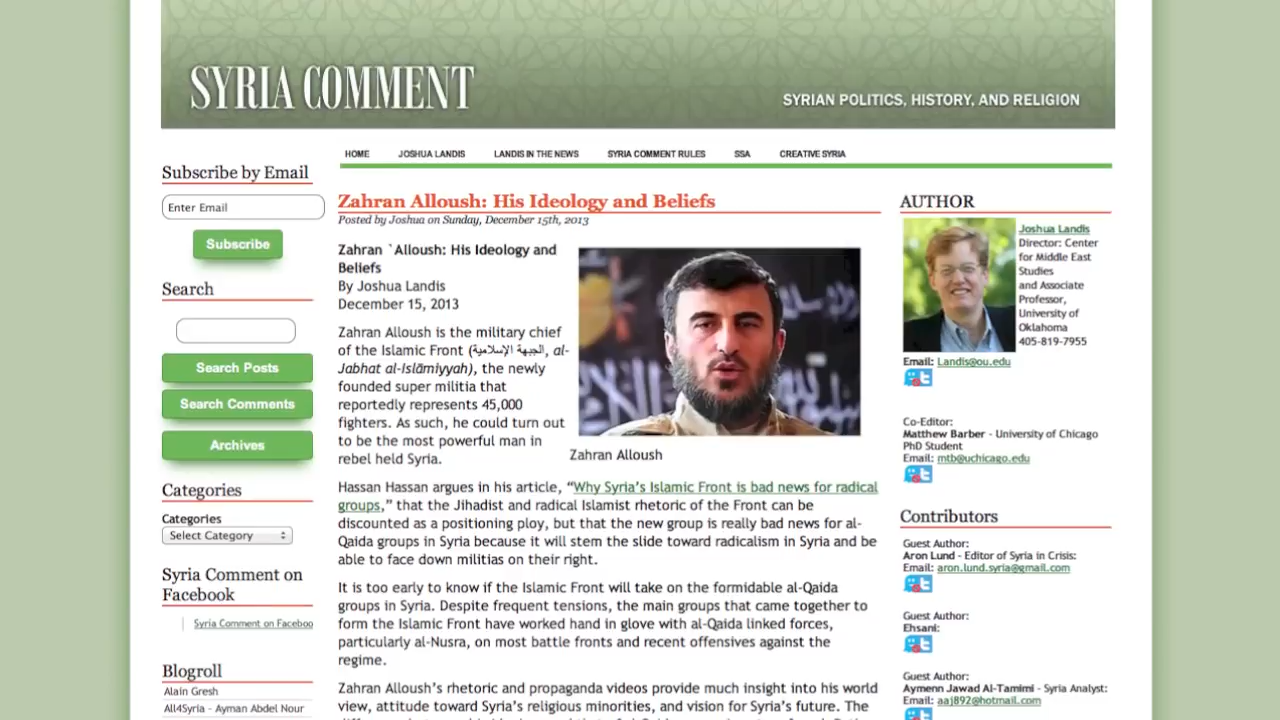 SYRIA COMMENT
SYRIAN POLITICS, HISTORY, AND RELIGION
HOME
JOSHUA LANDIS
LANDIS IN THE NEWS
SYRIA COMMENT RULES
SSA
CREATIVE SYRIA
Subscribe by Email
Enter Email
Subscribe
Search
Search Posts
Search Comments
Archives
Categories
Categories
Select Category
Syria Comment on
Facebook
Syria Comment on Faceboo
Blogroll
Alain Gresh
All4Syria - Ayman Abdel Nour
Zahran Alloush: His Ideology and Beliefs
Posted by Joshua on Sunday, December 15th, 2013
Zahran `Alloush: His Ideology and
Beliefs
By Joshua Landis
December 15, 2013
Zahran Alloush is the military chief
of the Islamic Front (الجبهة الإسلامية, al-
Jabhat al-Islāmiyyah), the newly
founded super militia that
reportedly represents 45,000
fighters. As such, he could turn out
to be the most powerful man in
rebel held Syria.
Zahran Alloush
Hassan Hassan argues in his article, “Why Syria’s Islamic Front is bad news for radical
groups,” that the Jihadist and radical Islamist rhetoric of the Front can be
discounted as a positioning ploy, but that the new group is really bad news for al-
Qaida groups in Syria because it will stem the slide toward radicalism in Syria and be
able to face down militias on their right.
It is too early to know if the Islamic Front will take on the formidable al-Qaida
groups in Syria. Despite frequent tensions, the main groups that came together to
form the Islamic Front have worked hand in glove with al-Qaida linked forces,
particularly al-Nusra, on most battle fronts and recent offensives against the
regime.
Zahran Alloush’s rhetoric and propaganda videos provide much insight into his world
view, attitude toward Syria’s religious minorities, and vision for Syria’s future. The
AUTHOR
Joshua Landis
Director: Center
for Middle East
Studies
and Associate
Professor,
University of
Oklahoma
405-819-7955
Email: Landis@ou.edu
Co-Editor:
Matthew Barber - University of Chicago
PhD Student
Email: mtb@uchicago.edu
Contributors
Guest Author:
Aron Lund - Editor of Syria in Crisis:
Email: aron.lund.syria@gmail.com
Guest Author:
Ehsani:
Guest Author:
Aymenn Jawad Al-Tamimi - Syria Analyst:
Email: aaj892@hotmail.com